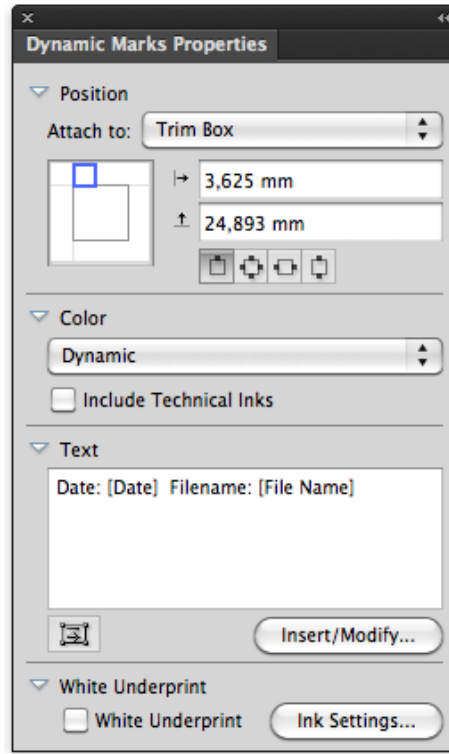 Dynamic Marks Properties
Position
Attach to: Trim Box
3,625 mm
24,893 mm
Color
Dynamic
Include Technical Inks
Text
Date: [Date]  Filename: [File Name]
Insert/Modify...
White Underprint
White Underprint Ink Settings...